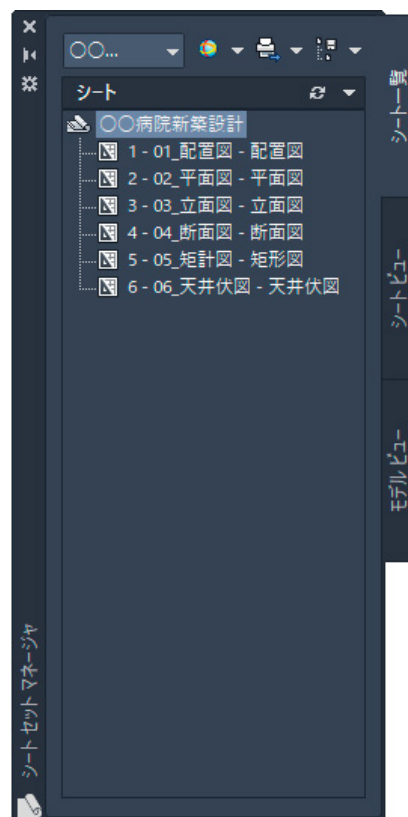 〇〇...
シート
〇〇病院新築設計
1 - 01_配置図 - 配置図
2 - 02_平面図 - 平面図
3 - 03_立面図 - 立面図
4 - 04_断面図 - 断面図
5 - 05_矩計図 - 矩形図
6 - 06_天井伏図 - 天井伏図
シート一覧
シート ビュー
モデル ビュー
シート セット マネージャ